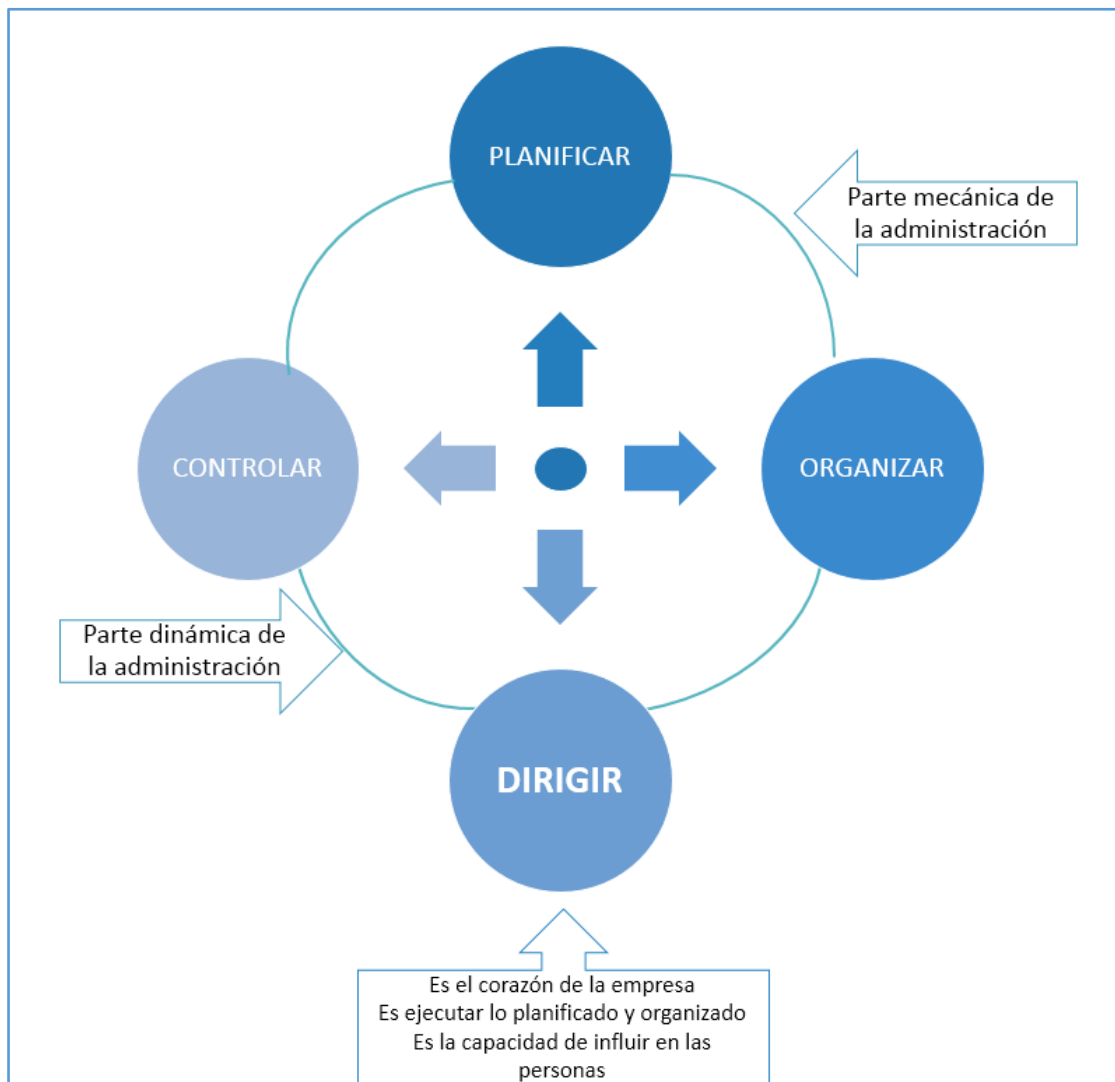 PLANIFICAR
Parte mecánica de
la administración
CONTROLAR
ORGANIZAR
Parte dinámica de
la administración
DIRIGIR
Es el corazón de la empresa
Es ejecutar lo planificado y organizado
Es la capacidad de influir en las
personas